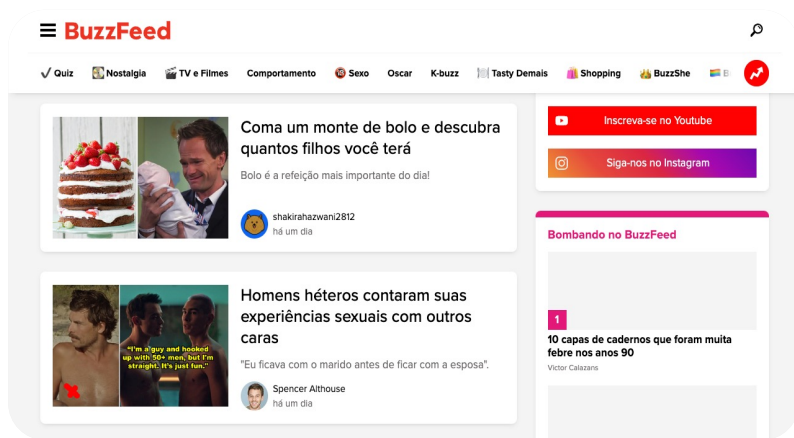 BuzzFeed
Quiz Nostalgia TV e Filmes Comportamento Sexo Oscar K-buzz Tasty Demais Shopping BuzzShe
Coma um monte de bolo e descubra
quantos filhos você terá
Bolo é a refeição mais importante do dia!
shakirahazwani2812
há um dia
Homens héteros contaram suas
experiências sexuais com outros
caras
"Eu ficava com o marido antes de ficar com a esposa".
Spencer Althouse
há um dia
"I'm a guy and hooked
up with 50+ men, but I'm
straight. It's just fun."
Inscreva-se no Youtube
Siga-nos no Instagram
Bombando no BuzzFeed
1
10 capas de cadernos que foram muita
febre nos anos 90
Victor Calazans